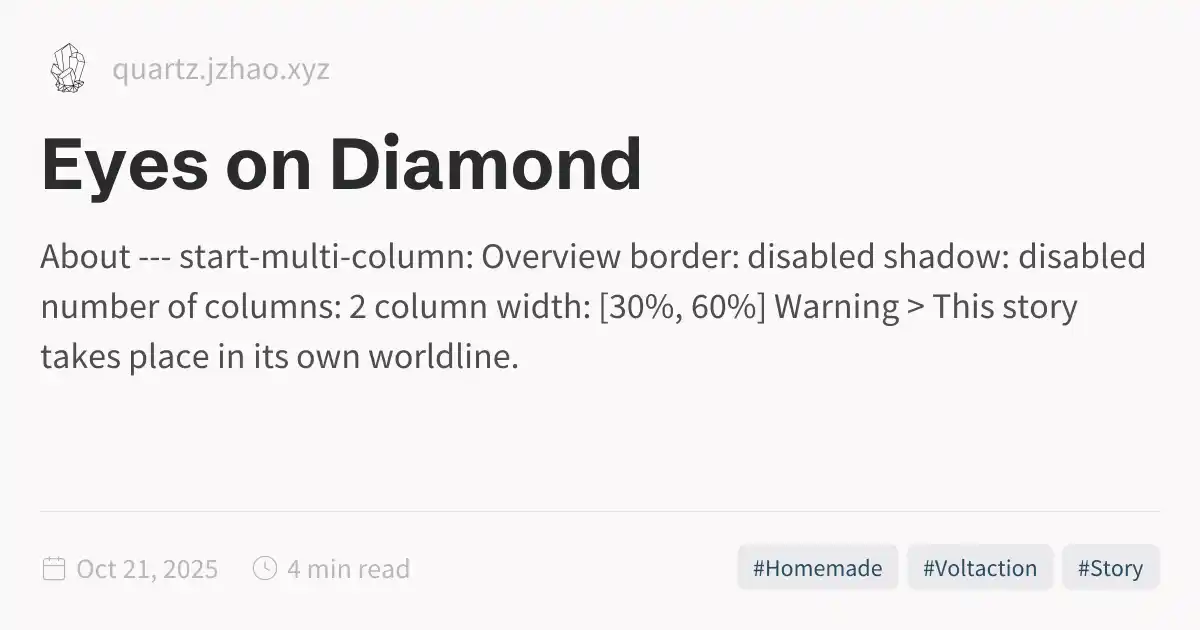 quartz.jzhao.xyz
Eyes on Diamond
About --- start-multi-column: Overview border: disabled shadow: disabled
number of columns: 2 column width: [30%, 60%] Warning > This story
takes place in its own worldline.
Oct 21, 2025 4 min read #Homemade #Voltaction #Story